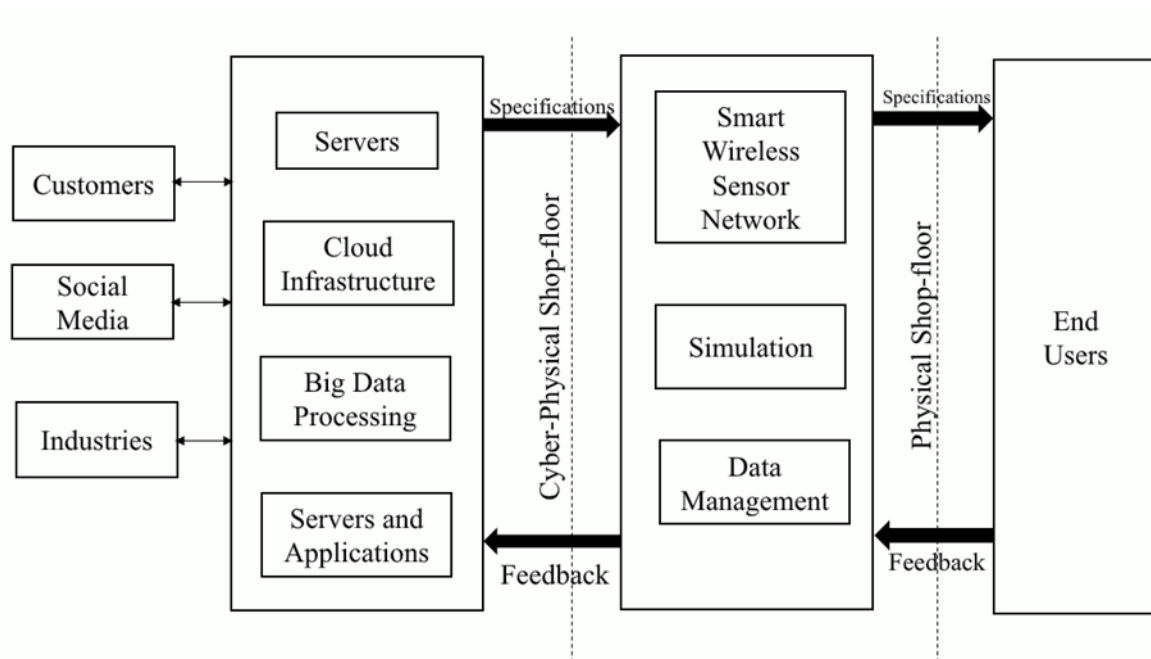 Customers
Social
Media
Industries
Servers
Cloud
Infrastructure
Big Data
Processing
Servers and
Applications
Specifications
Cyber-Physical Shop-floor
Feedback
Smart
Wireless
Sensor
Network
Simulation
Data
Management
Specifications
Physical Shop-floor
Feedback
End
Users